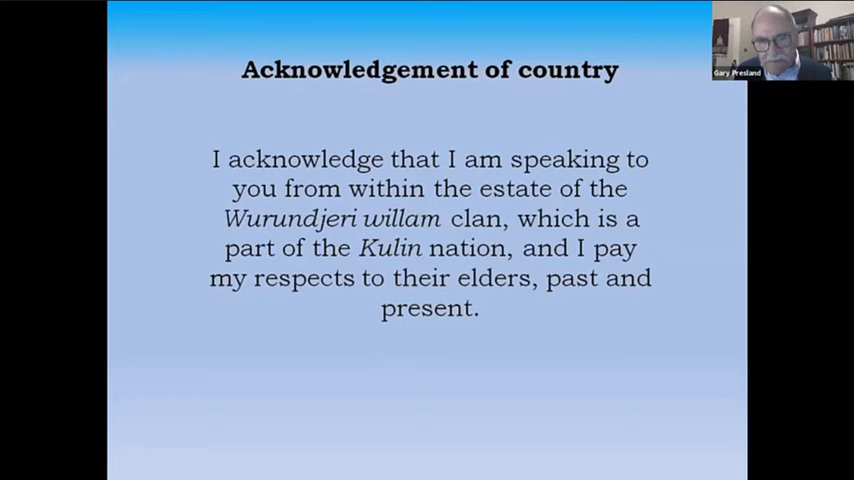 Acknowledgement of country
I acknowledge that I am speaking to
you from within the estate of the
Wurundjeri willam clan, which is a
part of the Kulin nation, and I pay
my respects to their elders, past and
present.
Gary Presland